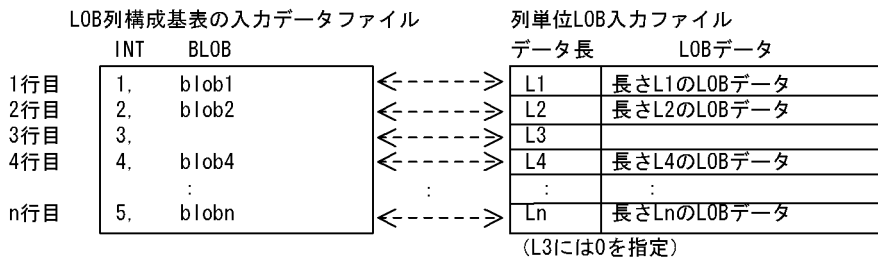 LOB列構成基表の入力データファイル 列単位LOB入力ファイル
INT BLOB データ長 LOBデータ
1行目 1, blob1 L1 長さL1のLOBデータ
2行目 2, blob2 L2 長さL2のLOBデータ
3行目 3, L3
4行目 4, blob4 L4 長さL4のLOBデータ
: : : :
n行目 5, blobn Ln 長さLnのLOBデータ
(L3には0を指定)